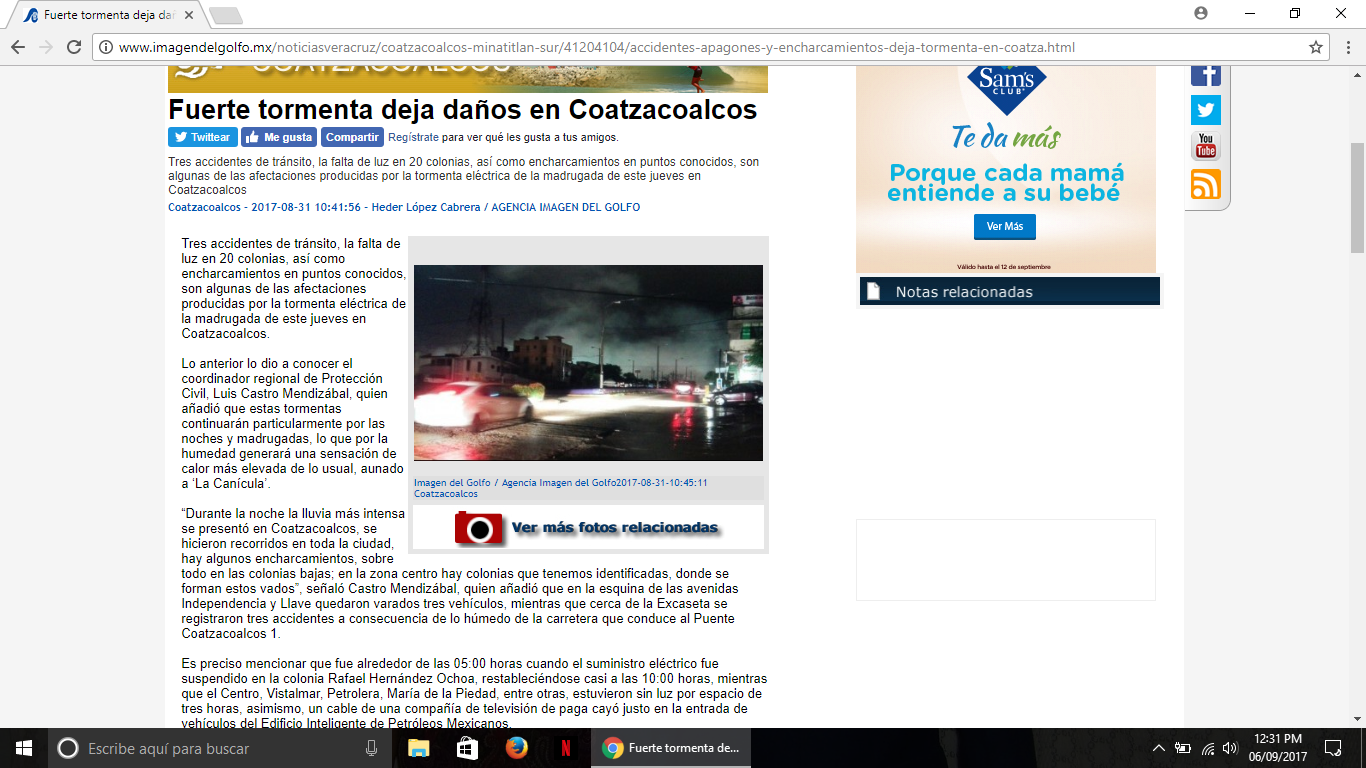 Fuerte tormenta deja dañ
www.imagendelgolfo.mx/noticiasveracruz/coatzacoalcos-minatitlan-sur/41204104/accidentes-apagones-y-encharcamientos-deja-tormenta-en-coatza.html
COATZACOALCOS
Fuerte tormenta deja daños en Coatzacoalcos
Twittear Me gusta Compartir Regístrate para ver qué les gusta a tus amigos.
Tres accidentes de tránsito, la falta de luz en 20 colonias, así como encharcamientos en puntos conocidos, son
algunas de las afectaciones producidas por la tormenta eléctrica de la madrugada de este jueves en
Coatzacoalcos
Coatzacoalcos - 2017-08-31 10:41:56 - Heder López Cabrera / AGENCIA IMAGEN DEL GOLFO
Tres accidentes de tránsito, la falta de
luz en 20 colonias, así como
encharcamientos en puntos conocidos,
son algunas de las afectaciones
producidas por la tormenta eléctrica de
la madrugada de este jueves en
Coatzacoalcos.
Lo anterior lo dio a conocer el
coordinador regional de Protección
Civil, Luis Castro Mendizábal, quien
añadió que estas tormentas
continuarán particularmente por las
noches y madrugadas, lo que por la
humedad generará una sensación de
calor más elevada de lo usual, aunado
a ‘La Canícula’.
“Durante la noche la lluvia más intensa
se presentó en Coatzacoalcos, se
hicieron recorridos en toda la ciudad,
hay algunos encharcamientos, sobre
todo en las colonias bajas; en la zona centro hay colonias que tenemos identificadas, donde se
forman estos vados”, señaló Castro Mendizábal, quien añadió que en la esquina de las avenidas
Independencia y Llave quedaron varados tres vehículos, mientras que cerca de la Excaseta se
registraron tres accidentes a consecuencia de lo húmedo de la carretera que conduce al Puente
Coatzacoalcos 1.
Es preciso mencionar que fue alrededor de las 05:00 horas cuando el suministro eléctrico fue
suspendido en la colonia Rafael Hernández Ochoa, restableciéndose casi a las 10:00 horas, mientras
que el Centro, Vistalmar, Petrolera, María de la Piedad, entre otras, estuvieron sin luz por espacio de
tres horas, asimismo, un cable de una compañía de televisión de paga cayó justo en la entrada de
vehículos del Edificio Inteligente de Petróleos Mexicanos.
Imagen del Golfo / Agencia Imagen del Golfo2017-08-31-10:45:11
Coatzacoalcos
Ver más fotos relacionadas
Sam's
CLUB
Te da más
Porque cada mamá
entiende a su bebé
Ver Más
Válido hasta el 12 de septiembre
Notas relacionadas
You
Tube
Escribe aquí para buscar
Fuerte tormenta de...
12:31 PM
06/09/2017